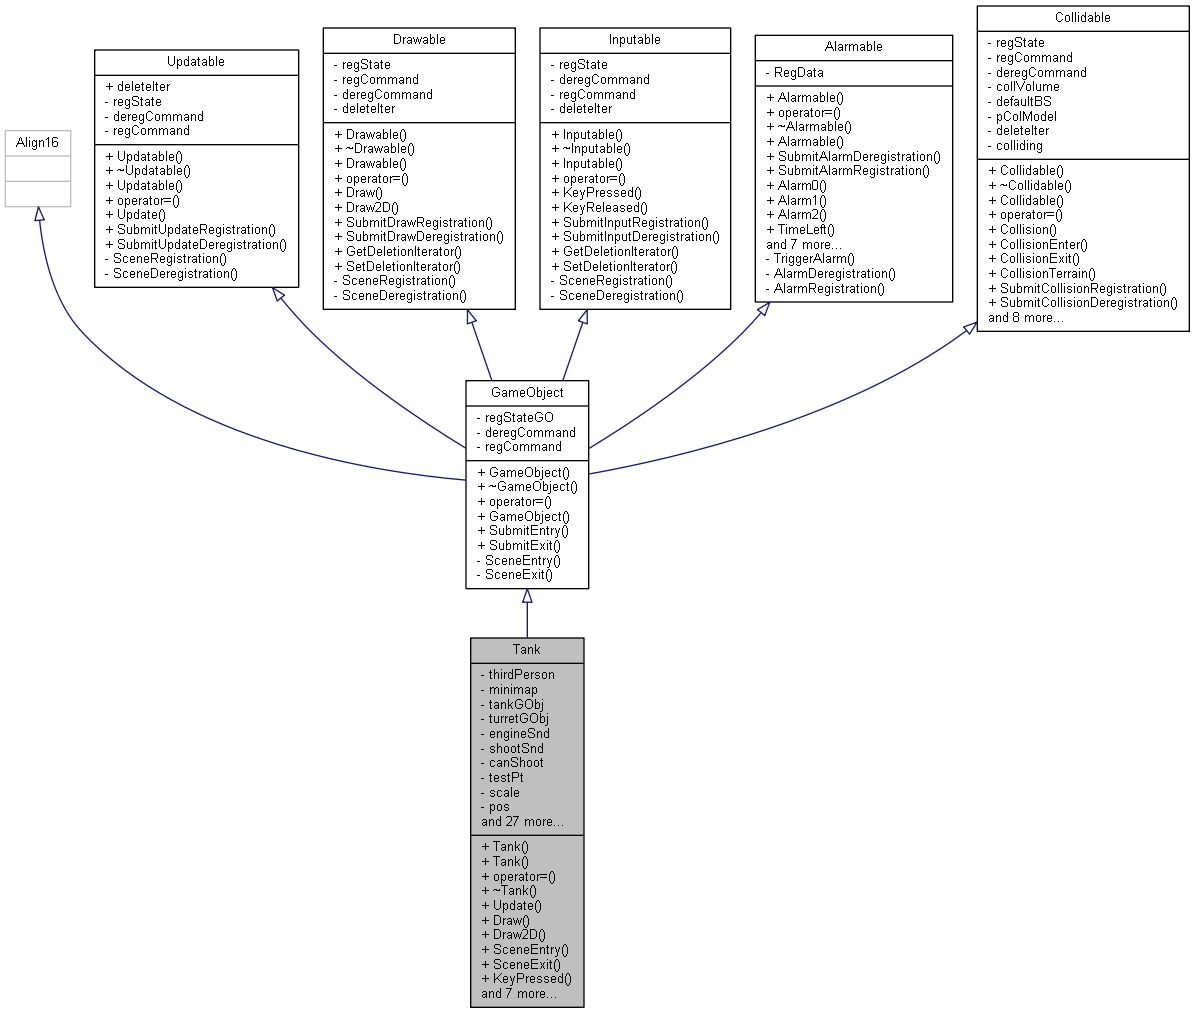 Align16
Updatable
+ deleteIter
- regState
- deregCommand
- regCommand
+ Updatable()
+ ~Updatable()
+ Updatable()
+ operator=()
+ Update()
+ SubmitUpdateRegistration()
+ SubmitUpdateDeregistration()
- SceneRegistration()
- SceneDeregistration()
Drawable
- regState
- regCommand
- deregCommand
- deleteIter
+ Drawable()
+ ~Drawable()
+ Drawable()
+ operator=()
+ Draw()
+ Draw2D()
+ SubmitDrawRegistration()
+ SubmitDrawDeregistration()
+ GetDeletionIterator()
+ SetDeletionIterator()
- SceneRegistration()
- SceneDeregistration()
Inputable
- regState
- deregCommand
- regCommand
- deleteIter
+ Inputable()
+ ~Inputable()
+ Inputable()
+ operator=()
+ KeyPressed()
+ KeyReleased()
+ SubmitInputRegistration()
+ SubmitInputDeregistration()
+ GetDeletionIterator()
+ SetDeletionIterator()
- SceneRegistration()
- SceneDeregistration()
Alarmable
- RegData
+ Alarmable()
+ operator=()
+ ~Alarmable()
+ Alarmable()
+ SubmitAlarmDeregistration()
+ SubmitAlarmRegistration()
+ Alarm0()
+ Alarm1()
+ Alarm2()
+ TimeLeft()
and 7 more...
- TriggerAlarm()
- AlarmDeregistration()
- AlarmRegistration()
Collidable
- regState
- regCommand
- deregCommand
- collVolume
- defaultBS
- pColModel
- deleteIter
- colliding
+ Collidable()
+ ~Collidable()
+ Collidable()
+ operator=()
+ Collision()
+ CollisionEnter()
+ CollisionExit()
+ CollisionTerrain()
+ SubmitCollisionRegistration()
+ SubmitCollisionDeregistration()
and 8 more...
GameObject
- regStateGO
- deregCommand
- regCommand
+ GameObject()
+ ~GameObject()
+ operator=()
+ GameObject()
+ SubmitEntry()
+ SubmitExit()
- SceneEntry()
- SceneExit()
Tank
- thirdPerson
- minimap
- tankGObj
- turretGObj
- engineSnd
- shootSnd
- canShoot
- testPt
- scale
- pos
and 27 more...
+ Tank()
+ Tank()
+ operator=()
+ ~Tank()
+ Update()
+ Draw()
+ Draw2D()
+ SceneEntry()
+ SceneExit()
+ KeyPressed()
and 7 more...